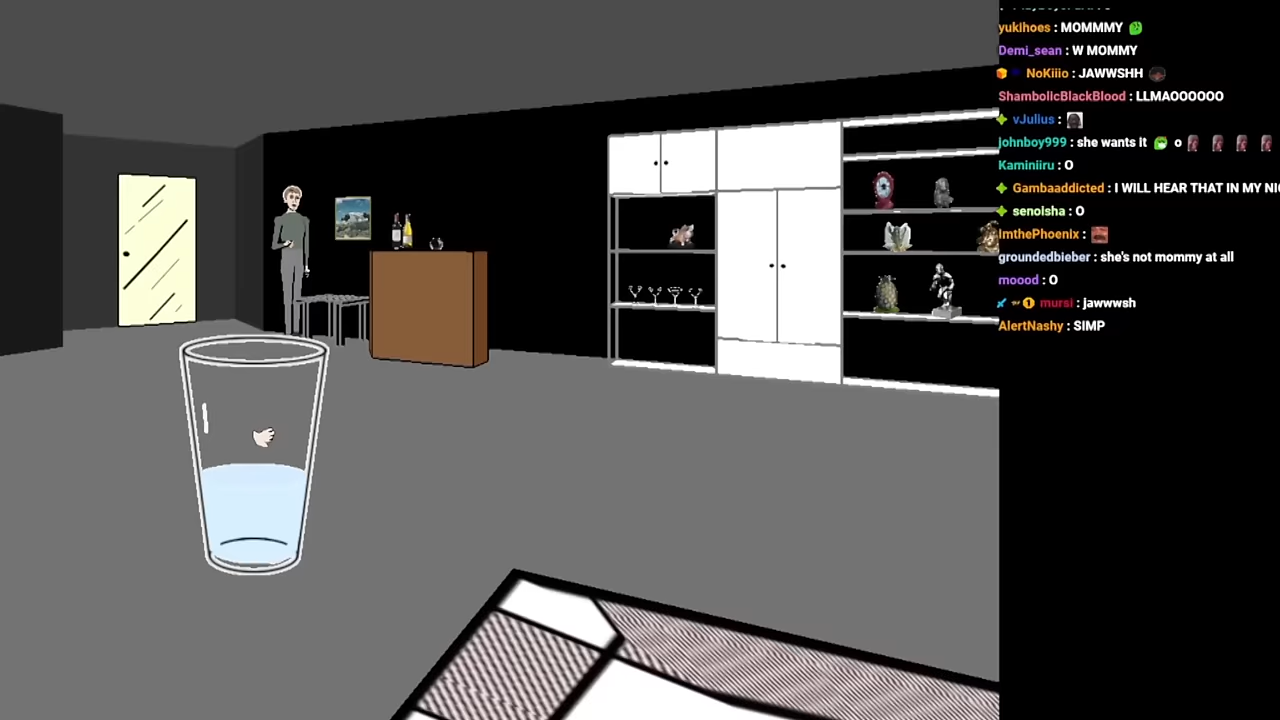 yukihoes : MOMMMY
Demi_sean : W MOMMY
NoKiiio : JAWWSHH
ShambolicBlackBlood : LLMAOOOOOO
vJulius :
johnboy999 : she wants it o
Kaminiiru : O
Gambaaddicted : I WILL HEAR THAT IN MY
senoisha : O
ImthePhoenix :
groundedbieber : she's not mommy at all
moood : O
1 mursi : jawwwsh
AlertNashy : SIMP